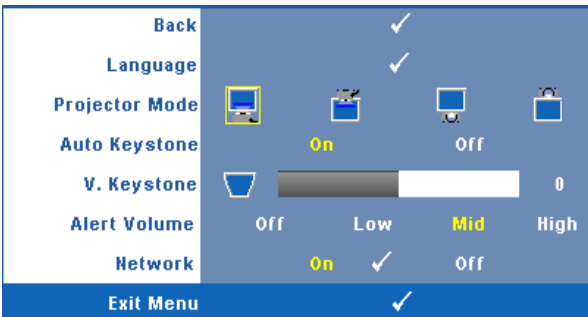 Back
Language
Projector Mode
Auto Keystone On Off
V. Keystone 0
Alert Volume Off Low Mid High
Network On Off
Exit Menu